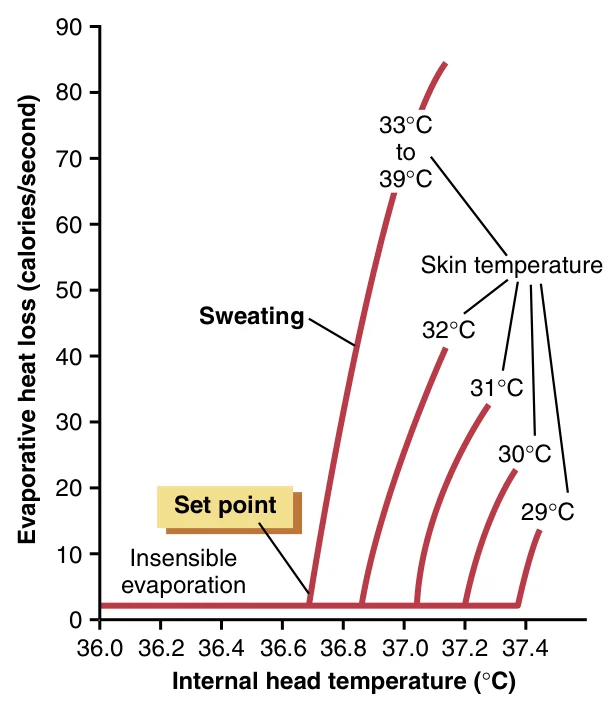 Evaporative heat loss (calories/second)
90
80
70
60
50
40
30
20
10
0
33°C
to
39°C
Skin temperature
Sweating
32°C
31°C
30°C
29°C
Set point
Insensible
evaporation
36.0 36.2 36.4 36.6 36.8 37.0 37.2 37.4
Internal head temperature (°C)